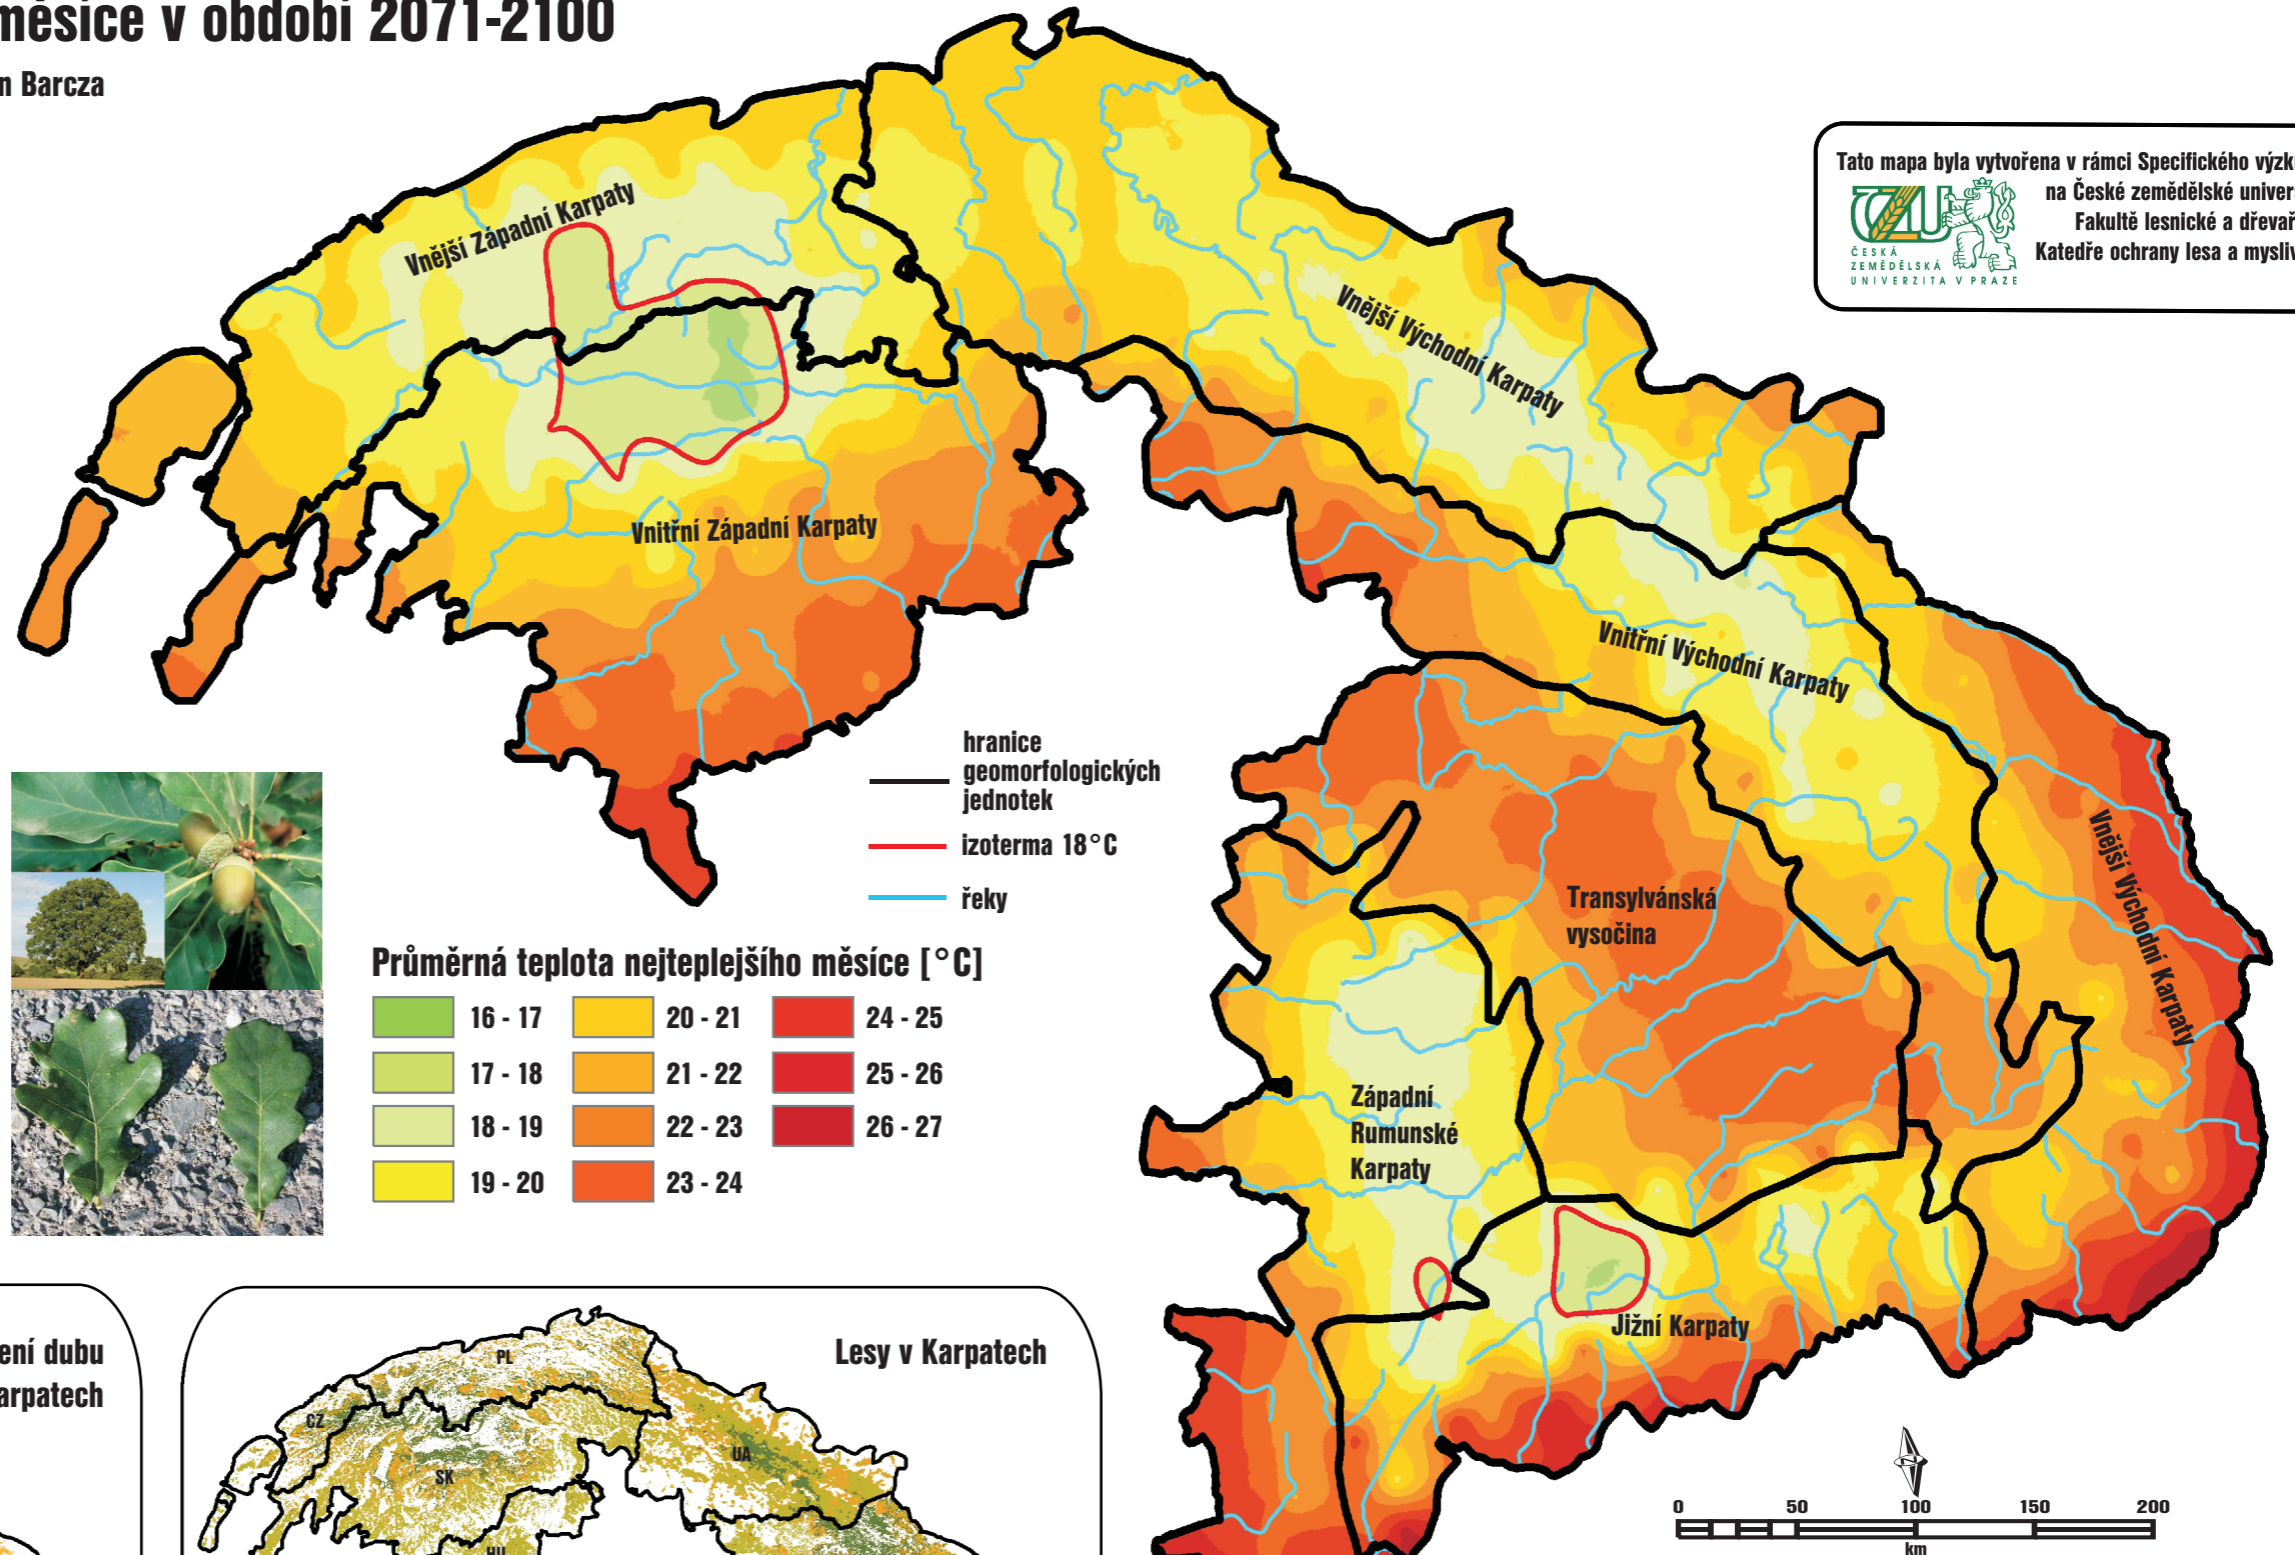 měsíce v období 2071-2100
n Barcza
Tato mapa byla vytvořena v rámci Specifického
na České zemědělské
Fakultě lesnické a
Katedře ochrany lesa a
ČZU
ČESKÁ
ZEMĚDĚLSKÁ
UNIVERZITA V PRAZE
Vnější Západní Karpaty
Vnější Východní Karpaty
Vnitřní Západní Karpaty
Vnitřní Východní Karpaty
Vnější Východní Karpaty
Transylvánská
vysočina
Západní
Rumunské
Karpaty
Jižní Karpaty
hranice
geomorfologických
jednotek
izoterma 18°C
řeky
Průměrná teplota nejteplejšího měsíce [°C]
16 - 17
17 - 18
18 - 19
19 - 20
20 - 21
21 - 22
22 - 23
23 - 24
24 - 25
25 - 26
26 - 27
ení dubu
arpatech
Lesy v Karpatech
PL
CZ
SK
UA
HU
N
0 50 100 150 200
km